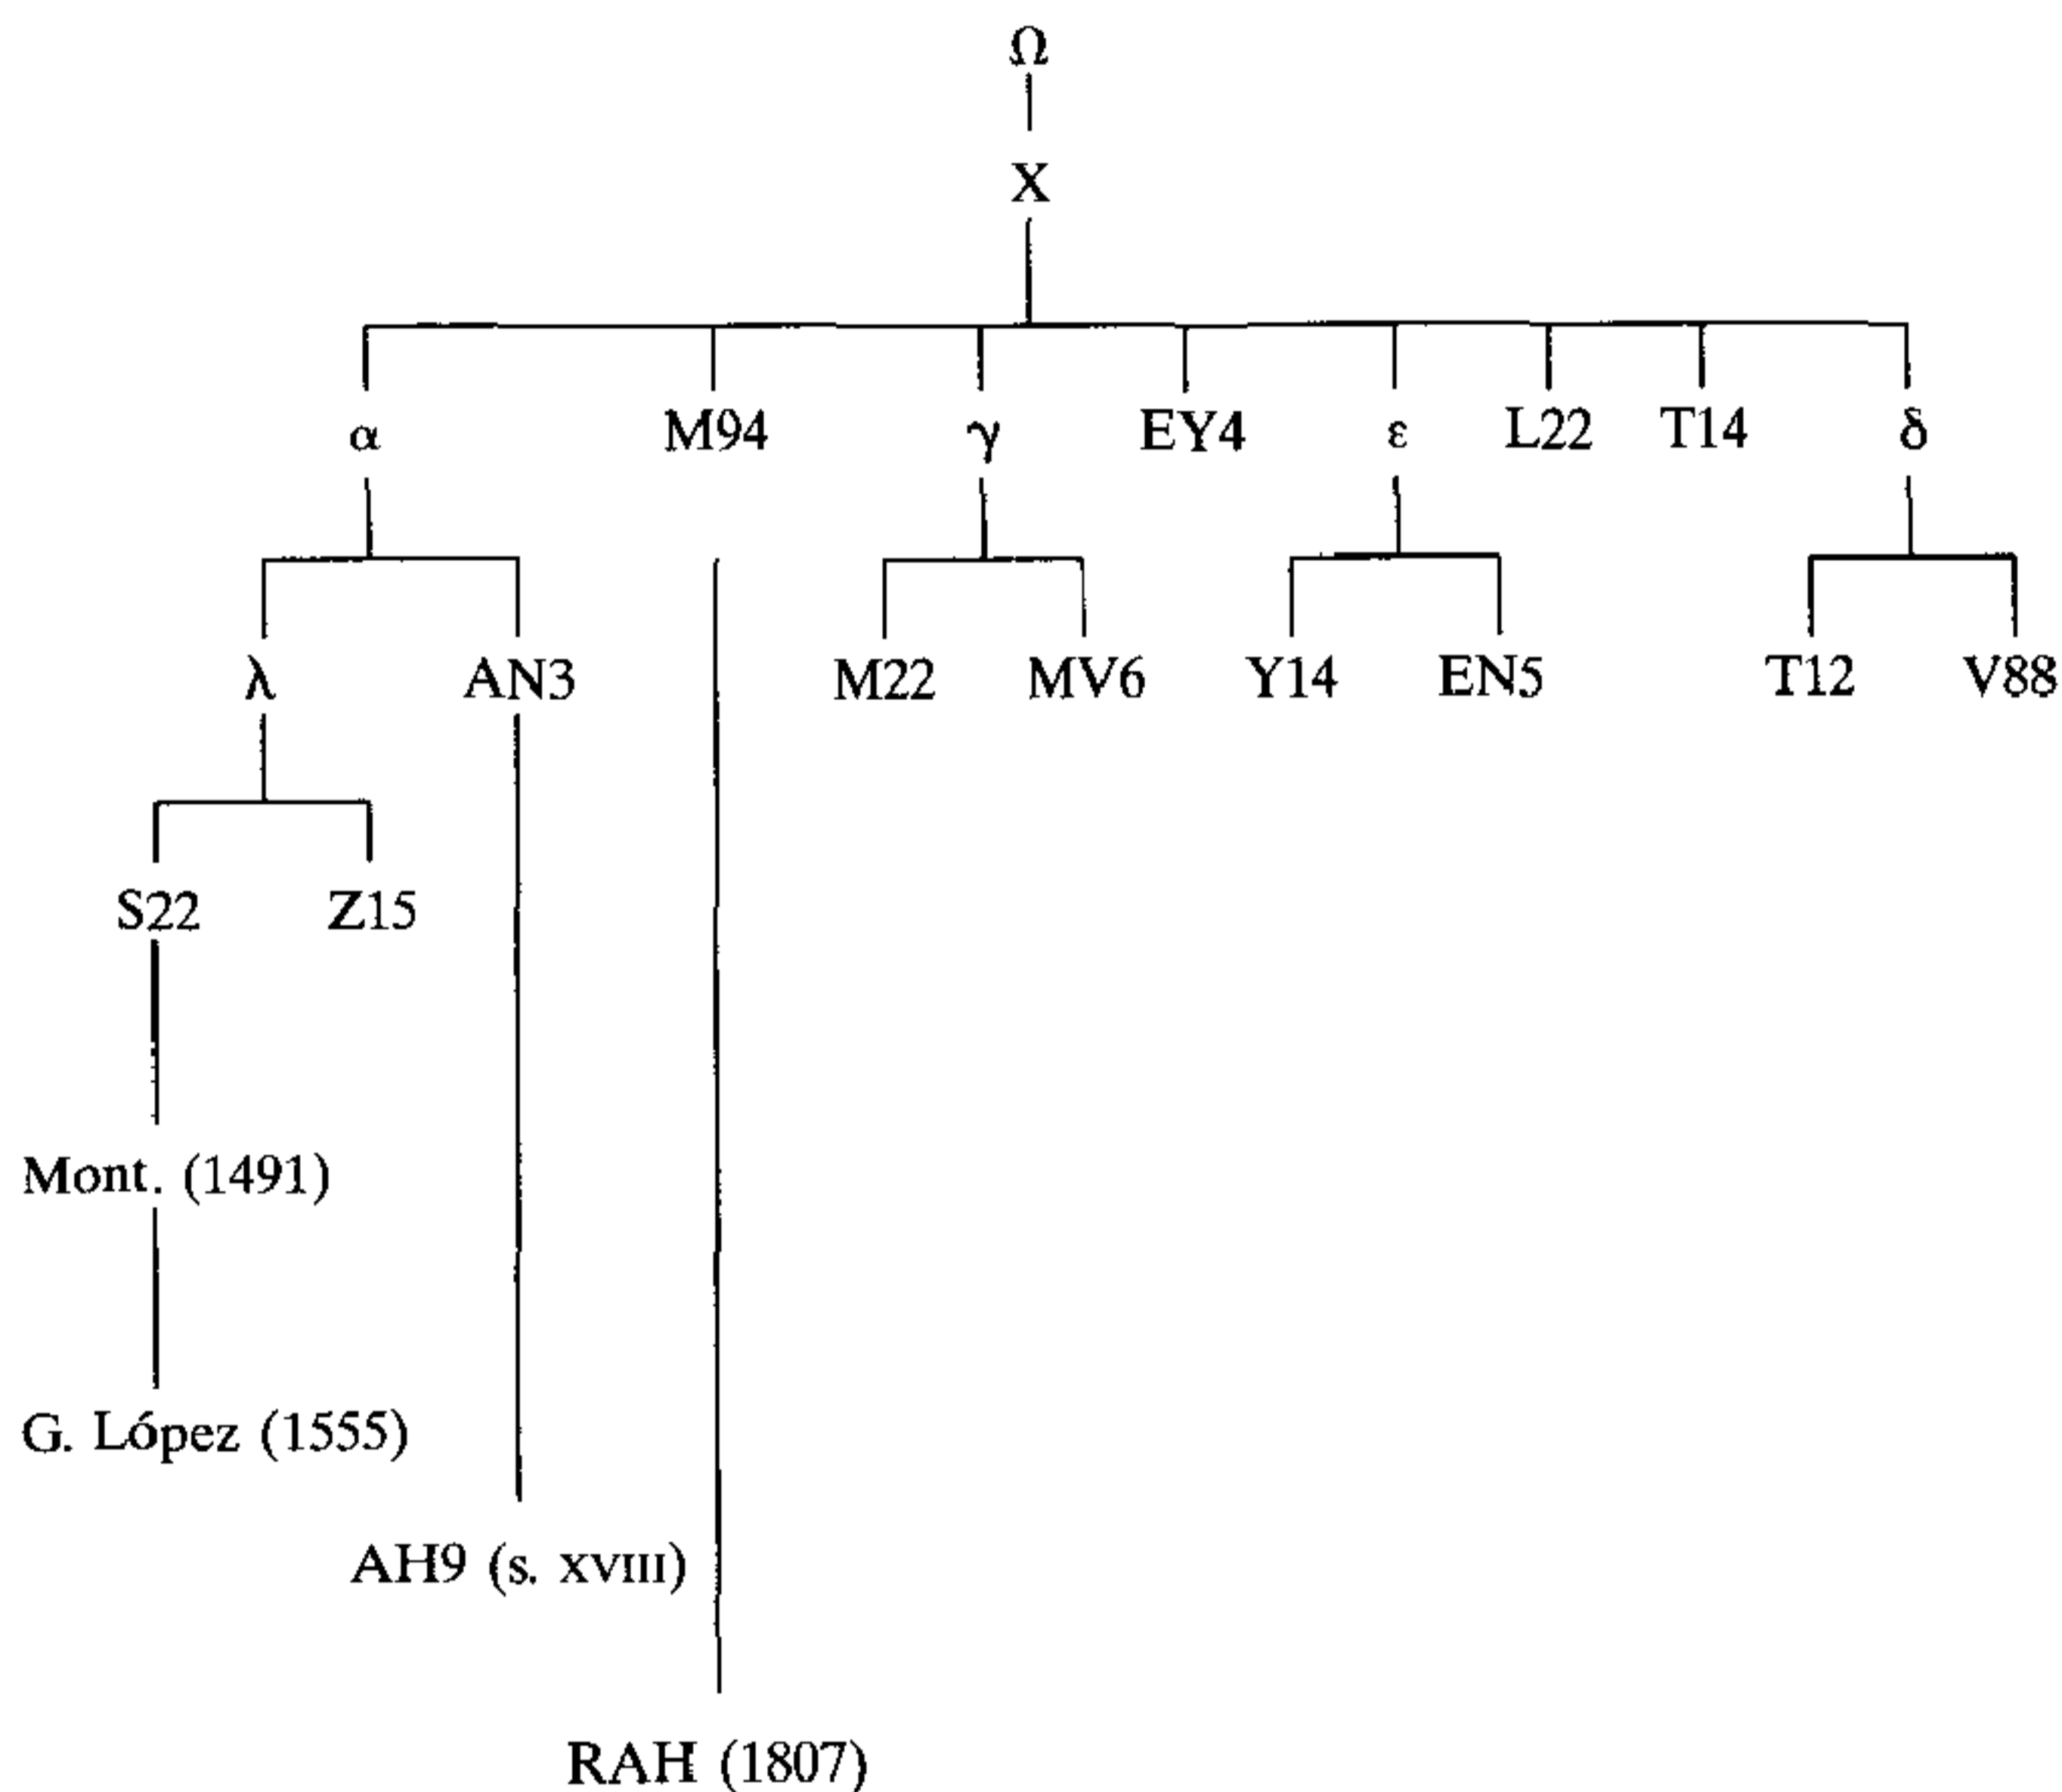 Ω
X
α M94 γ EY4 ε L22 T14 δ
λ AN3 M22 MV6 Y14 EN5 T12 V88
S22 Z15
Mont. (1491)
G. López (1555)
AH9 (s. XVIII)
RAH (1807)